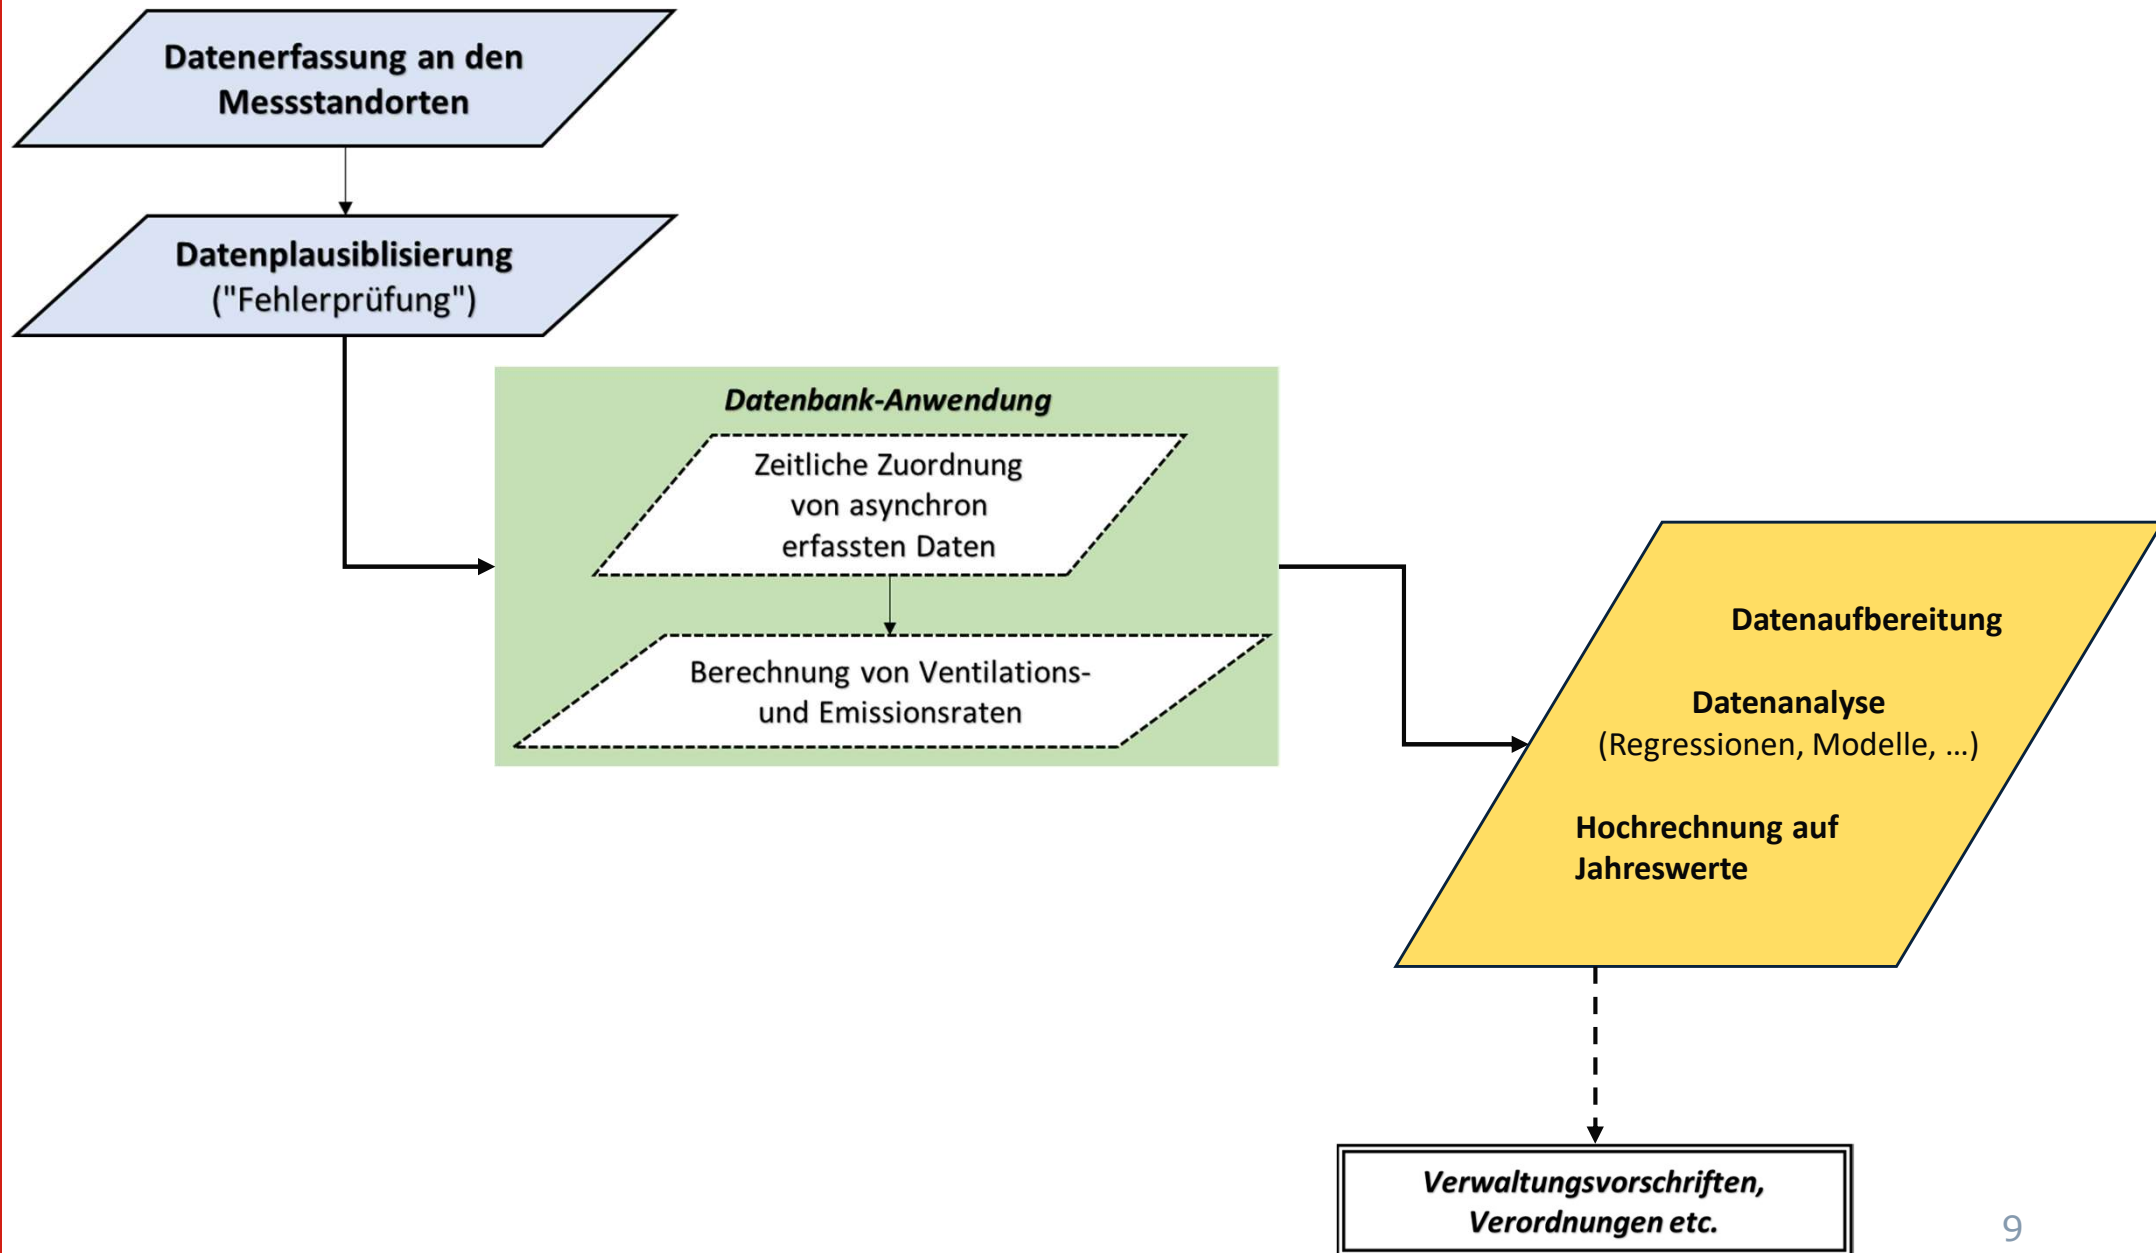 Datenerfassung an den
Messstandorten
Datenplausiblisierung
("Fehlerprüfung")
Datenbank-Anwendung
Zeitliche Zuordnung
von asynchron
erfassten Daten
Berechnung von Ventilations-
und Emissionsraten
Datenaufbereitung
Datenanalyse
(Regressionen, Modelle, ...)
Hochrechnung auf
Jahreswerte
Verwaltungsvorschriften,
Verordnungen etc.
9